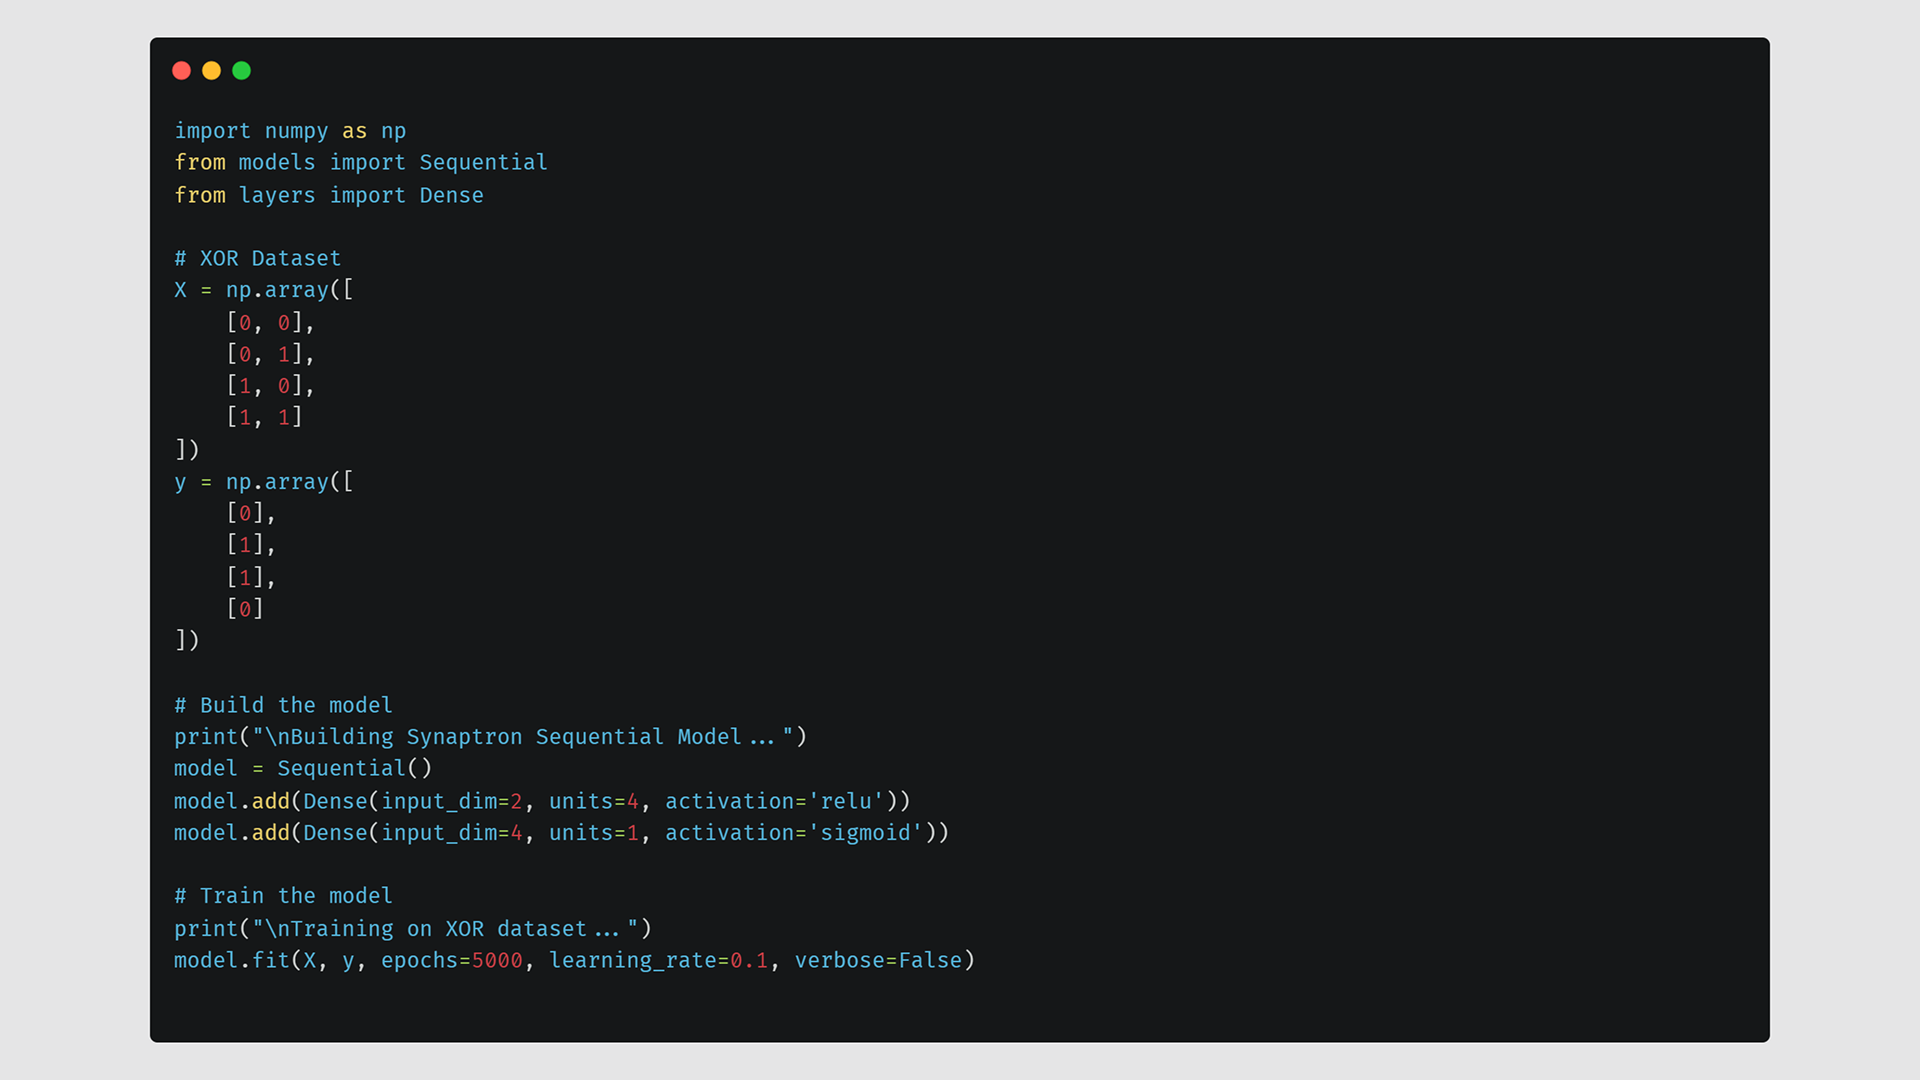 import numpy as np
from models import Sequential
from layers import Dense

# XOR Dataset
X = np.array([
    [0, 0],
    [0, 1],
    [1, 0],
    [1, 1]
])
y = np.array([
    [0],
    [1],
    [1],
    [0]
])

# Build the model
print("\nBuilding Synaptron Sequential Model...")
model = Sequential()
model.add(Dense(input_dim=2, units=4, activation='relu'))
model.add(Dense(input_dim=4, units=1, activation='sigmoid'))

# Train the model
print("\nTraining on XOR dataset...")
model.fit(X, y, epochs=5000, learning_rate=0.1, verbose=False)